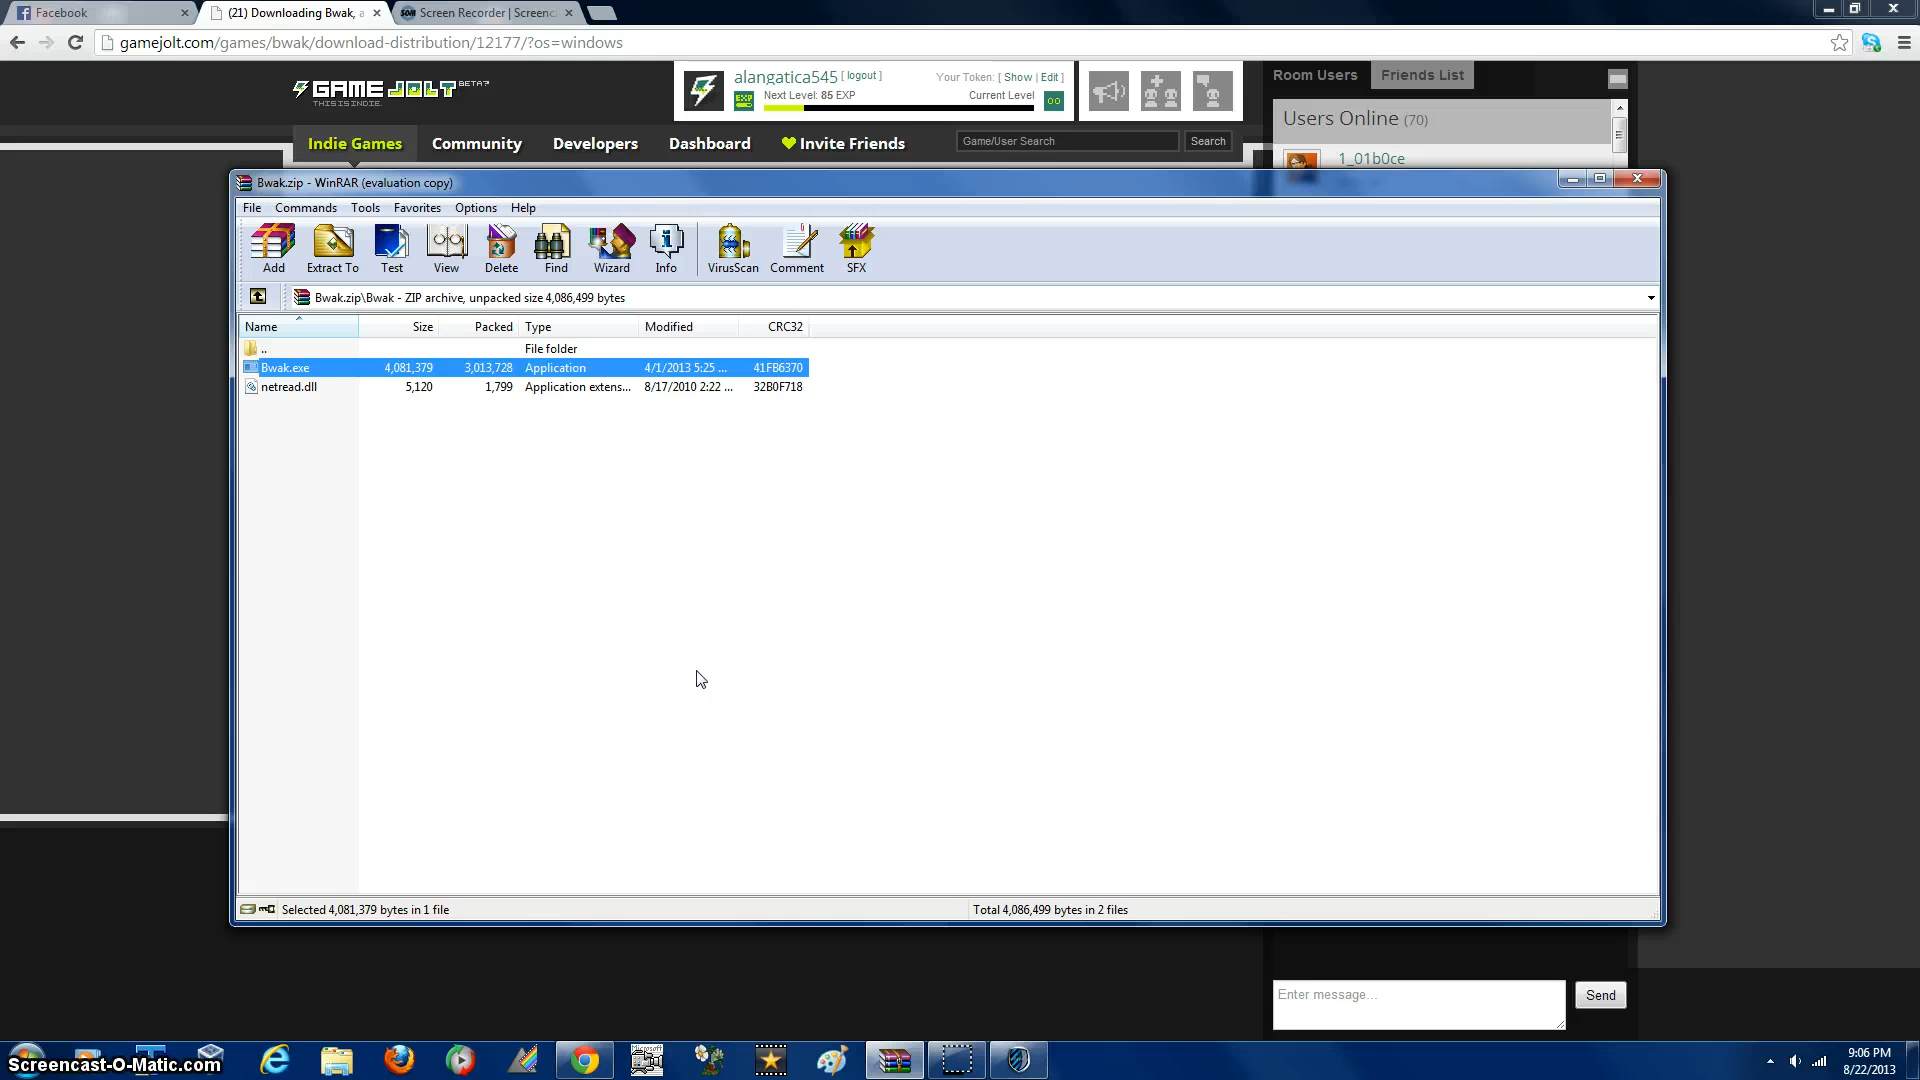 Facebook
(21) Downloading Bwak, a
Screen Recorder | Screenc
gamejolt.com/games/bwak/download-distribution/12177/?os=windows
GAME JOLT BETA?
THIS IS INDIE.
alangatica545 [ logout ]
Your Token: [ Show | Edit ]
EXP Next Level: 85 EXP
Current Level 00
Room Users
Friends List
Users Online (70)
1_01b0ce
Indie Games
Community
Developers
Dashboard
Invite Friends
Game/User Search
Search
Bwak.zip - WinRAR (evaluation copy)
File Commands Tools Favorites Options Help
Add
Extract To
Test
View
Delete
Find
Wizard
Info
VirusScan
Comment
SFX
Bwak.zip\Bwak - ZIP archive, unpacked size 4,086,499 bytes
Name Size Packed Type Modified CRC32
.. File folder
Bwak.exe 4,081,379 3,013,728 Application 4/1/2013 5:25 ... 41FB6370
netread.dll 5,120 1,799 Application extens... 8/17/2010 2:22 ... 32B0F718
Selected 4,081,379 bytes in 1 file
Total 4,086,499 bytes in 2 files
Enter message...
Send
Screencast-O-Matic.com
9:06 PM
8/22/2013